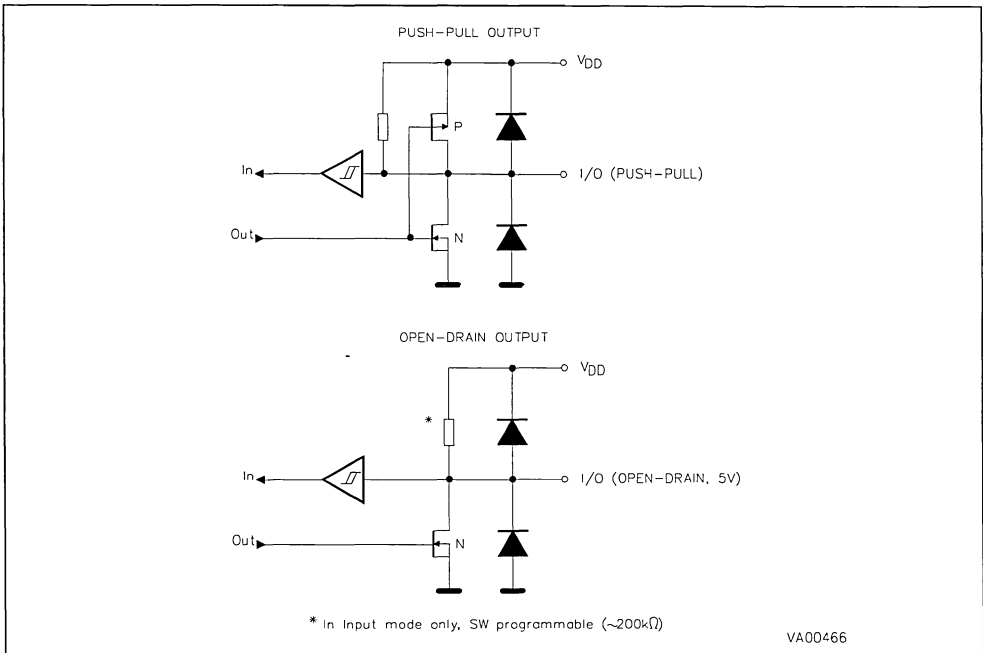 PUSH-PULL OUTPUT
VDD
P
In
I/O (PUSH-PULL)
Out
N
OPEN-DRAIN OUTPUT
VDD
*
In
I/O (OPEN-DRAIN, 5V)
Out
N
* In Input mode only, SW programmable (~200kΩ)
VA00466